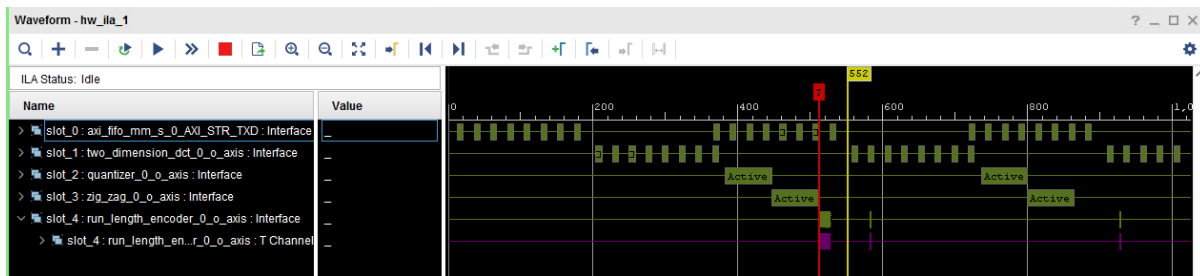 Waveform - hw_ila_1
? _ □ X
ILA Status: Idle
552
Name Value
T
0 200 400 600 800 1,0
slot_0 : axi_fifo_mm_s_0_AXI_STR_TXD : Interface _
slot_1 : two_dimension_dct_0_o_axis : Interface _
slot_2 : quantizer_0_o_axis : Interface _ Active Active
slot_3 : zig_zag_0_o_axis : Interface _ Active Active
slot_4 : run_length_encoder_0_o_axis : Interface _
slot_4 : run_length_en...r_0_o_axis : T Channel _